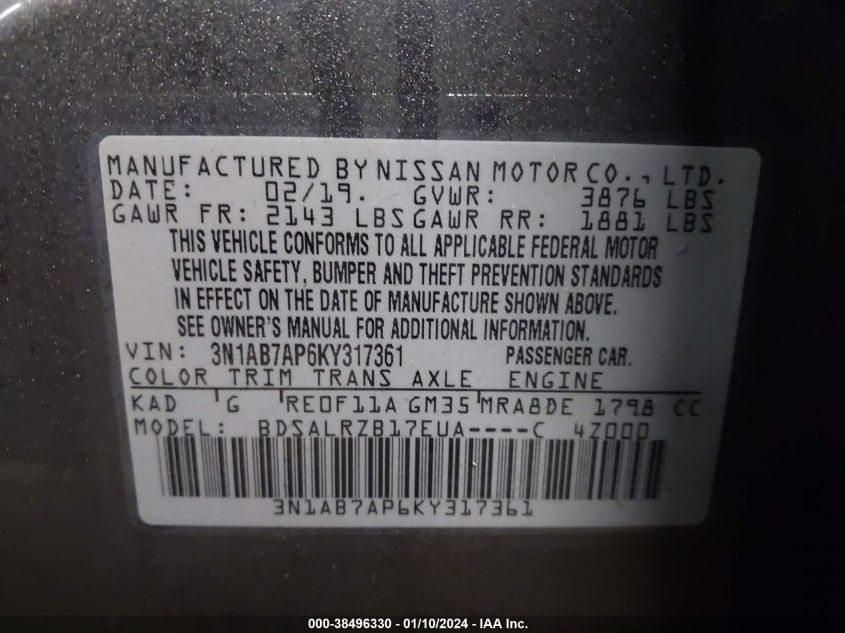 MANUFACTURED BY NISSAN MOTOR CO., LTD.
DATE: 02/19. GVWR: 3876 LBS
GAWR FR: 2143 LBS GAWR RR: 1881 LBS
THIS VEHICLE CONFORMS TO ALL APPLICABLE FEDERAL MOTOR
VEHICLE SAFETY, BUMPER AND THEFT PREVENTION STANDARDS
IN EFFECT ON THE DATE OF MANUFACTURE SHOWN ABOVE.
SEE OWNER'S MANUAL FOR ADDITIONAL INFORMATION.
VIN: 3N1AB7AP6KY317361 PASSENGER CAR.
COLOR TRIM TRANS AXLE ENGINE
KAD G RE0F11A GM35 MRA8DE 1798 CC
MODEL: BDSALRZB17EUA----C 4Z000
3N1AB7AP6KY317361
000-38496330 - 01/10/2024 - IAA Inc.